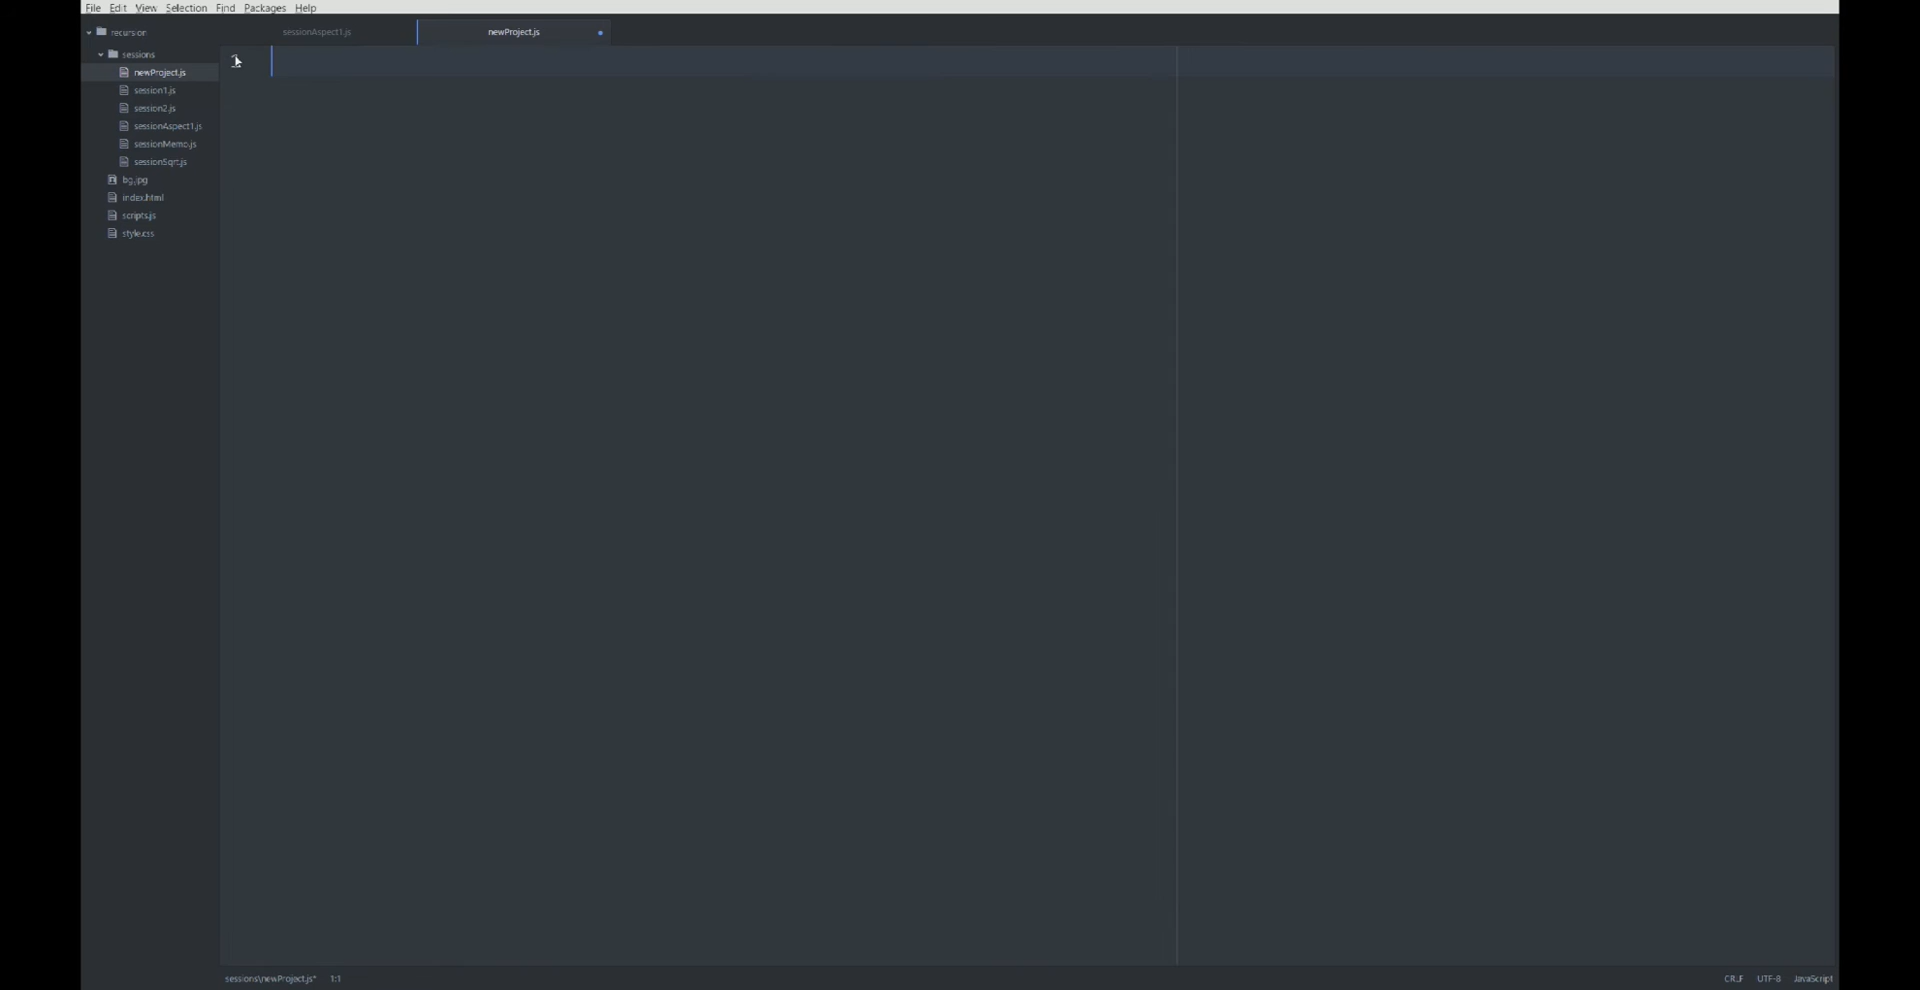 File Edit View Selection Find Packages Help
recursion
sessionAspect1.js
newProject.js
sessions
newProject.js
session1.js
session2.js
sessionAspect1.js
sessionMemo.js
sessionSqrt.js
bg.jpg
index.html
scripts.js
style.css
sessions\newProject.js* 1:1
CRLF UTF-8 JavaScript